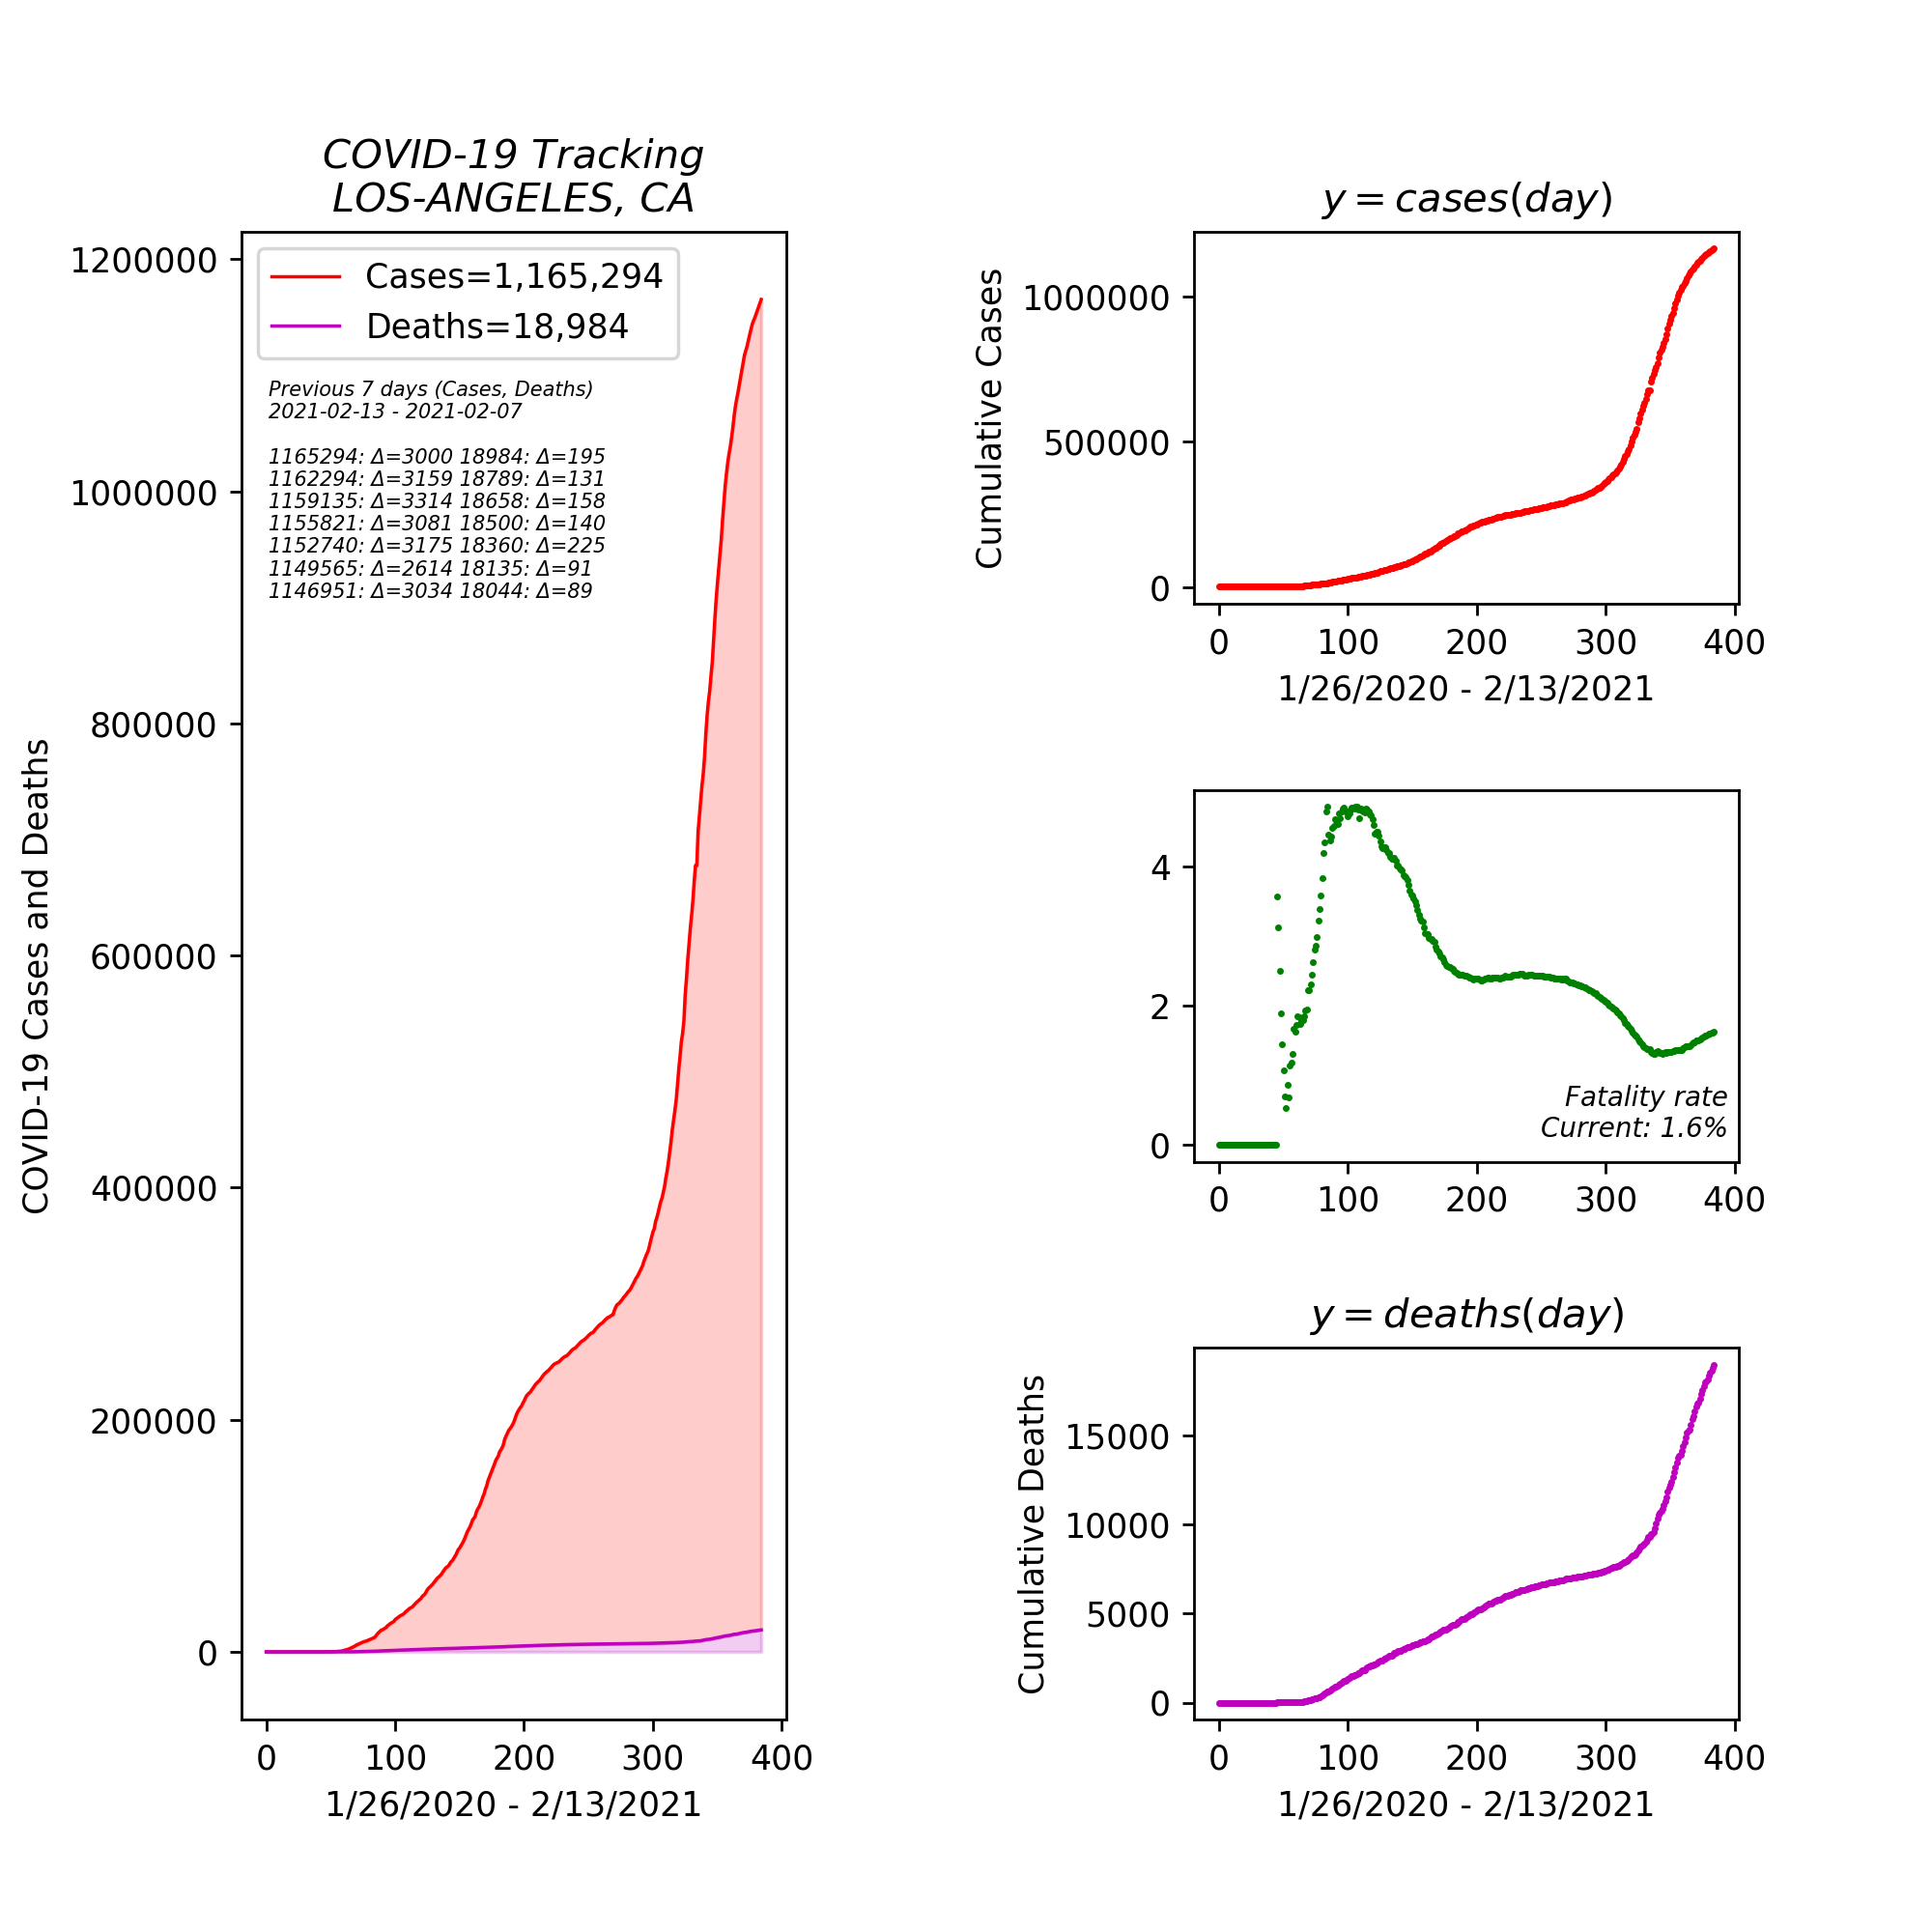 COVID-19 Tracking
LOS-ANGELES, CA
1200000
1000000
800000
600000
400000
200000
0
COVID-19 Cases and Deaths
Cases=1,165,294
Deaths=18,984
Previous 7 days (Cases, Deaths)
2021-02-13 - 2021-02-07
1165294: Δ=3000 18984: Δ=195
1162294: Δ=3159 18789: Δ=131
1159135: Δ=3314 18658: Δ=158
1155821: Δ=3081 18500: Δ=140
1152740: Δ=3175 18360: Δ=225
1149565: Δ=2614 18135: Δ=91
1146951: Δ=3034 18044: Δ=89
0 100 200 300 400
1/26/2020 - 2/13/2021
y = cases(day)
Cumulative Cases
1000000
500000
0
0 100 200 300 400
1/26/2020 - 2/13/2021
4
2
0
Fatality rate
Current: 1.6%
0 100 200 300 400
y = deaths(day)
Cumulative Deaths
15000
10000
5000
0
0 100 200 300 400
1/26/2020 - 2/13/2021